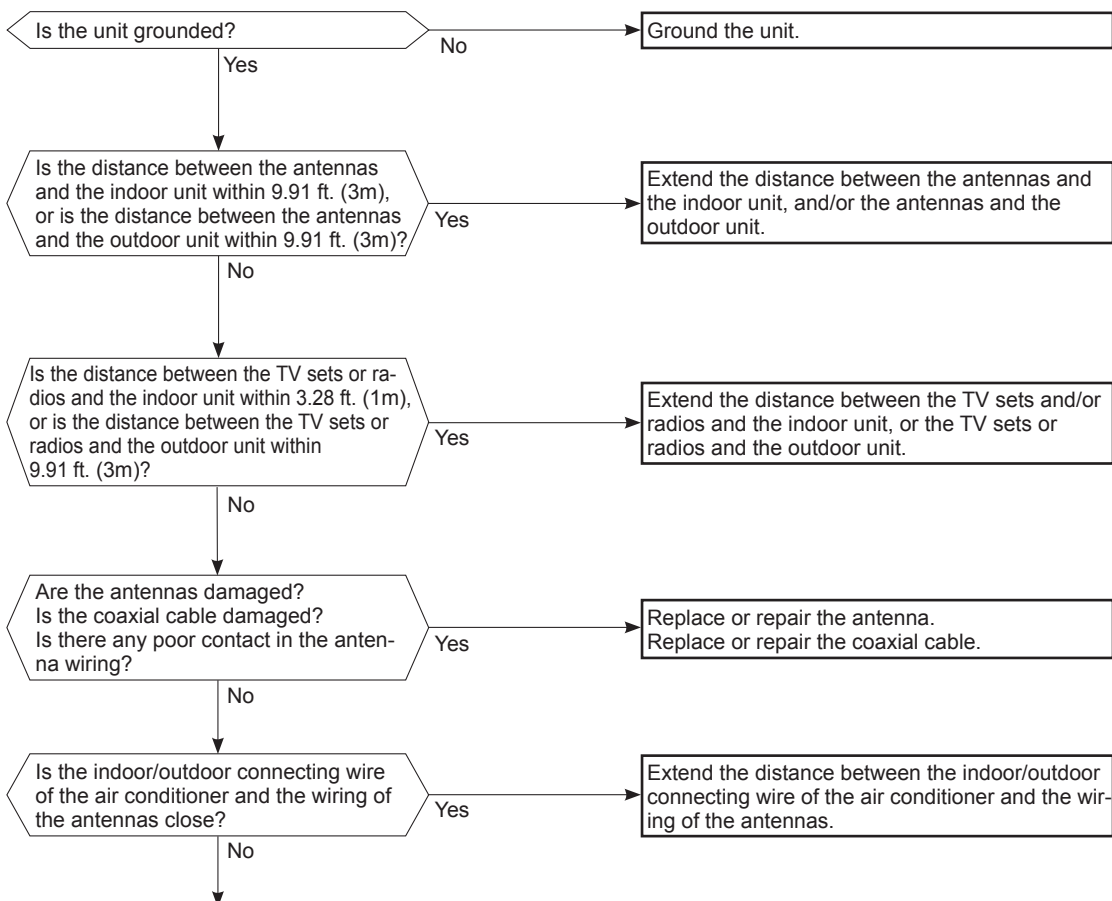 Is the unit grounded?
No
Ground the unit.
Yes
Is the distance between the antennas
and the indoor unit within 9.91 ft. (3m),
or is the distance between the antennas
and the outdoor unit within 9.91 ft. (3m)?
Yes
Extend the distance between the antennas and
the indoor unit, and/or the antennas and the
outdoor unit.
No
Is the distance between the TV sets or ra-
dios and the indoor unit within 3.28 ft. (1m),
or is the distance between the TV sets or
radios and the outdoor unit within
9.91 ft. (3m)?
Yes
Extend the distance between the TV sets and/or
radios and the indoor unit, or the TV sets or
radios and the outdoor unit.
No
Are the antennas damaged?
Is the coaxial cable damaged?
Is there any poor contact in the anten-
na wiring?
Yes
Replace or repair the antenna.
Replace or repair the coaxial cable.
No
Is the indoor/outdoor connecting wire
of the air conditioner and the wiring of
the antennas close?
Yes
Extend the distance between the indoor/outdoor
connecting wire of the air conditioner and the wir-
ing of the antennas.
No